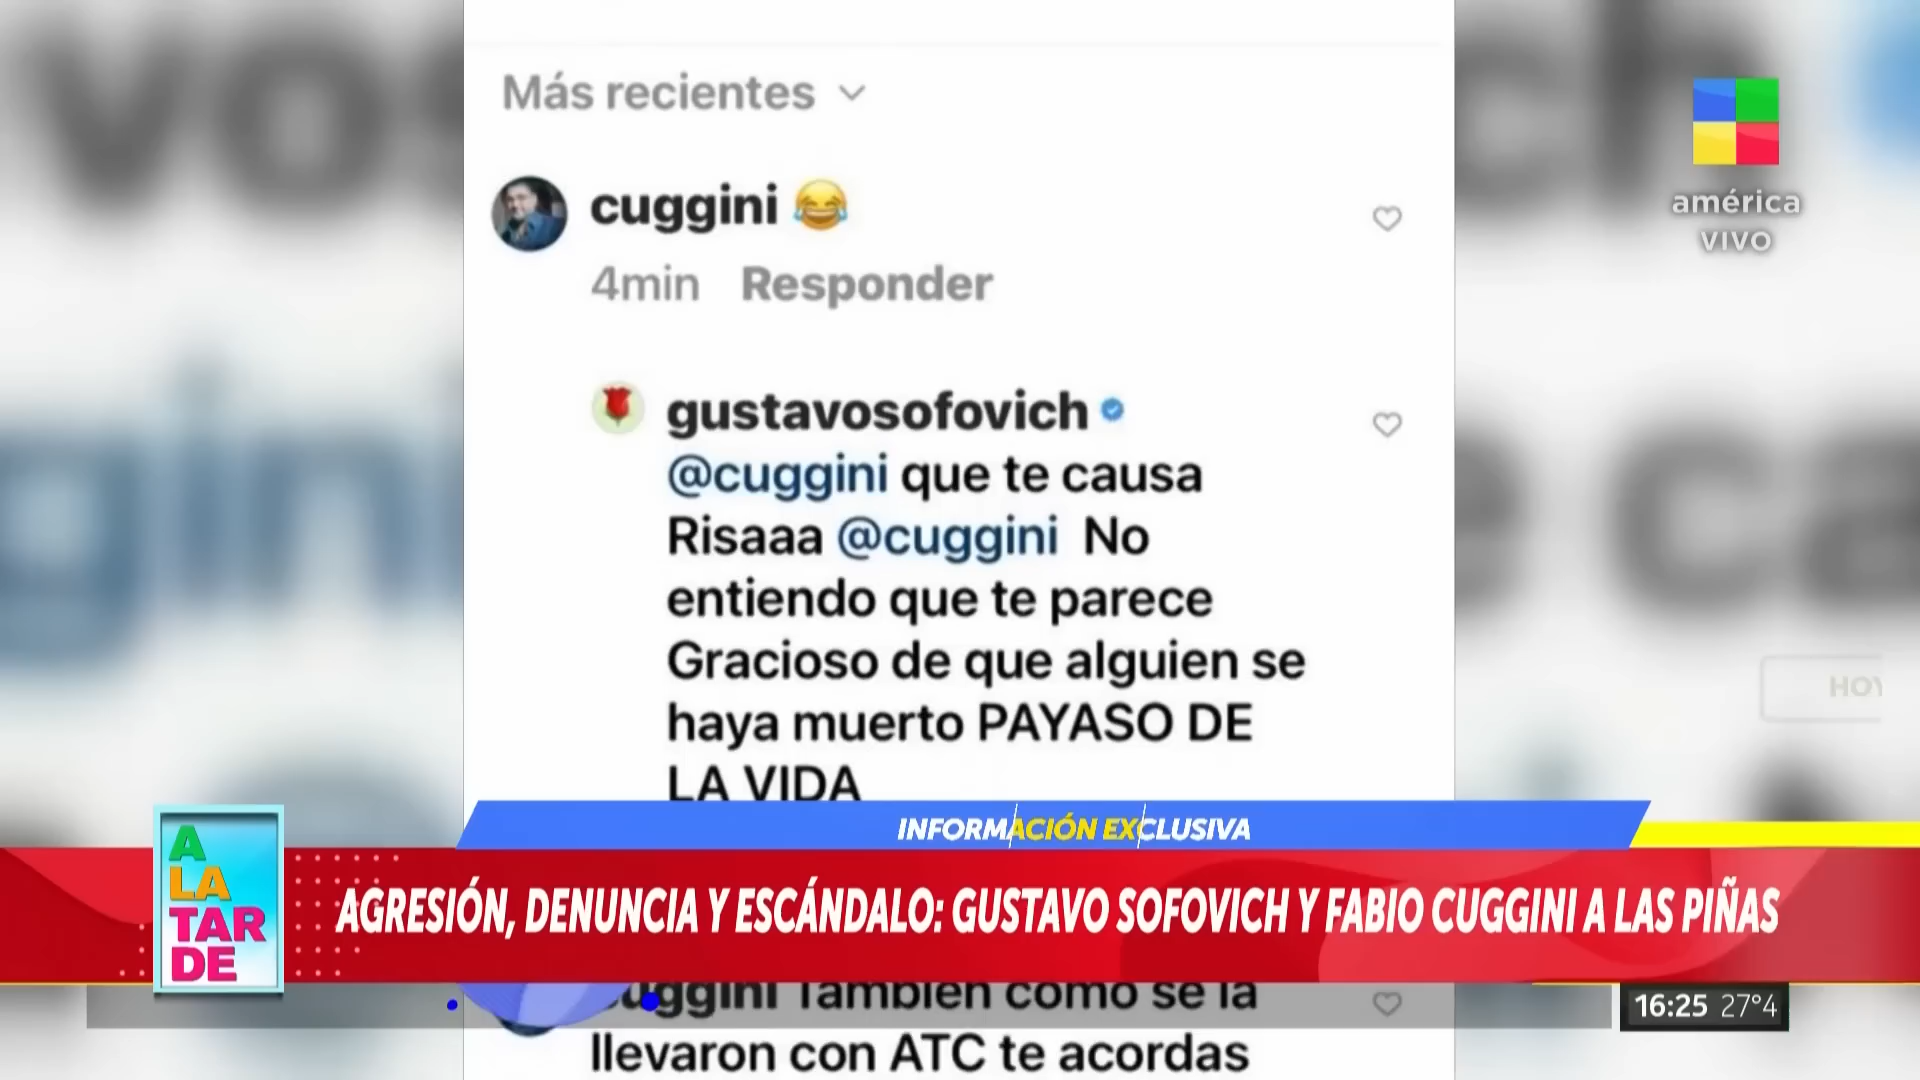 Más recientes
américa
VIVO
cuggini 😂
4min Responder
gustavosofovich
@cuggini que te causa
Risaaa @cuggini No
entiendo que te parece
Gracioso de que alguien se
haya muerto PAYASO DE
LA VIDA
HOY
INFORMACIÓN EXCLUSIVA
A
LA
TAR
DE
AGRESIÓN, DENUNCIA Y ESCÁNDALO: GUSTAVO SOFOVICH Y FABIO CUGGINI A LAS PIÑAS
cuggini También como se la
llevaron con ATC te acordas
16:25 27°4